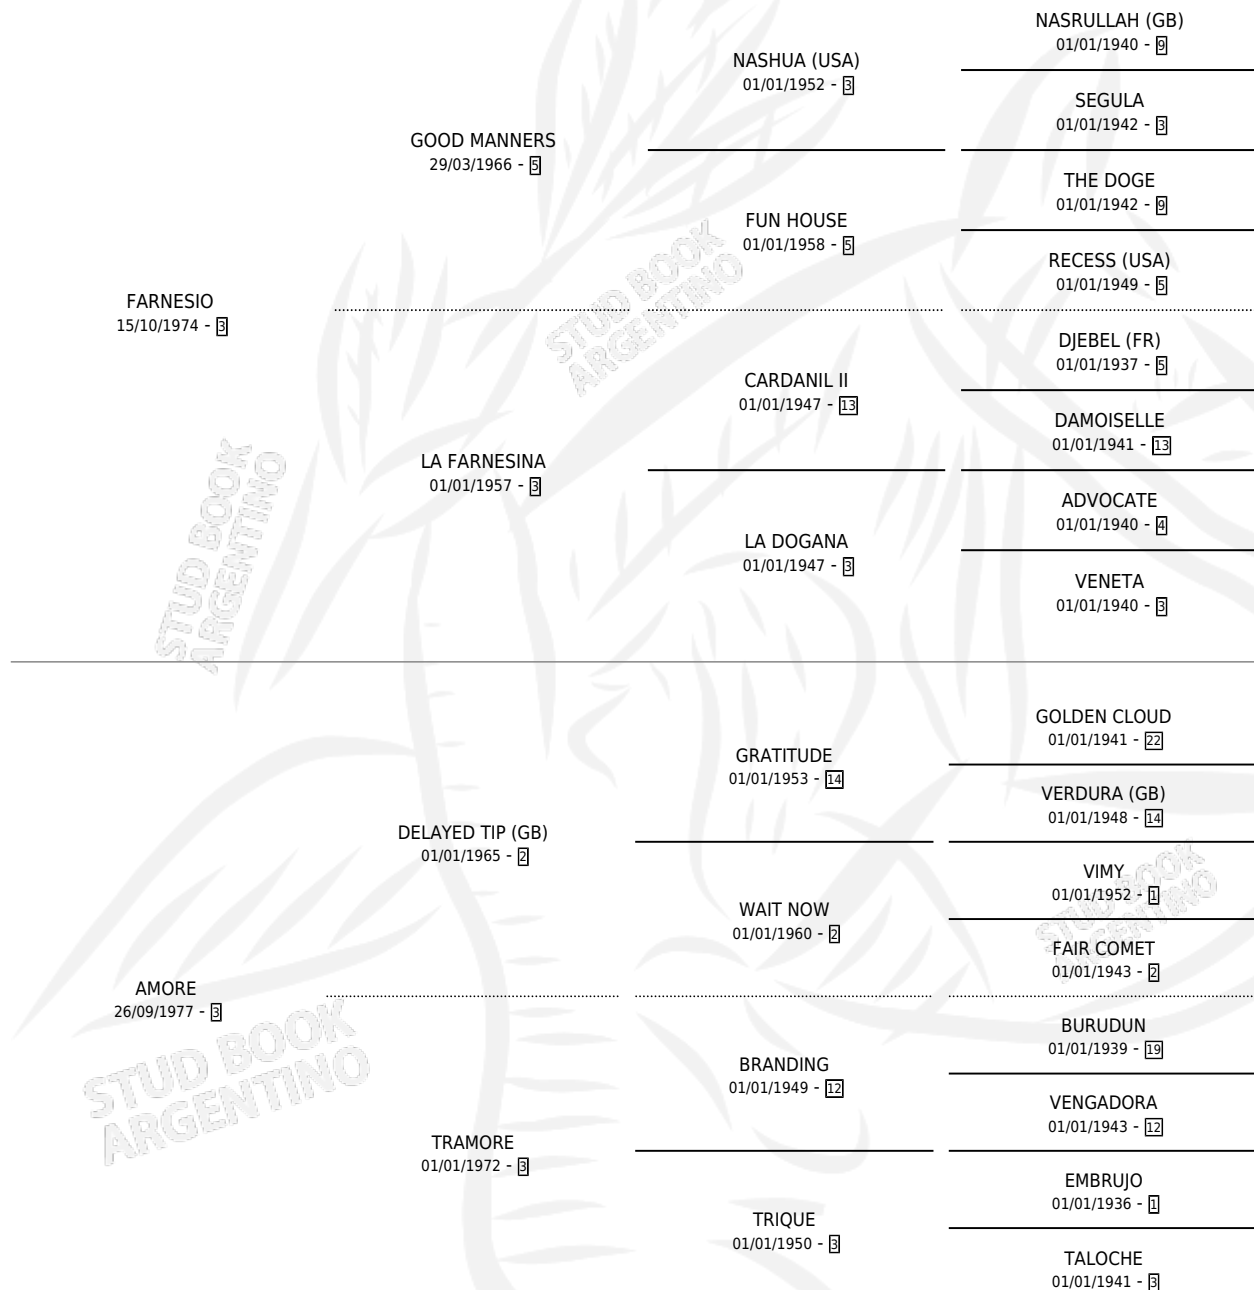 NASRULLAH (GB)
01/01/1940 - 9
NASHUA (USA)
01/01/1952 - 3
SEGULA
01/01/1942 - 3
GOOD MANNERS
29/03/1966 - 5
THE DOGE
01/01/1942 - 9
FUN HOUSE
01/01/1958 - 5
RECESS (USA)
01/01/1949 - 5
FARNESIO
15/10/1974 - 3
DJEBEL (FR)
01/01/1937 - 5
CARDANIL II
01/01/1947 - 13
DAMOISELLE
01/01/1941 - 13
LA FARNESINA
01/01/1957 - 3
ADVOCATE
01/01/1940 - 4
LA DOGANA
01/01/1947 - 3
VENETA
01/01/1940 - 3
GOLDEN CLOUD
01/01/1941 - 22
GRATITUDE
01/01/1953 - 14
VERDURA (GB)
01/01/1948 - 14
DELAYED TIP (GB)
01/01/1965 - 2
VIMY
01/01/1952 - 1
WAIT NOW
01/01/1960 - 2
FAIR COMET
01/01/1943 - 2
AMORE
26/09/1977 - 3
BURUDUN
01/01/1939 - 19
BRANDING
01/01/1949 - 12
VENGADORA
01/01/1943 - 12
TRAMORE
01/01/1972 - 3
EMBRUJO
01/01/1936 - 1
TRIQUE
01/01/1950 - 3
TALOCHE
01/01/1941 - 3
STUD BOOK
ARGENTINO
STUD BOOK
ARGENTINO
STUD BOOK
ARGENTINO
STUD BOOK
ARGENTINO